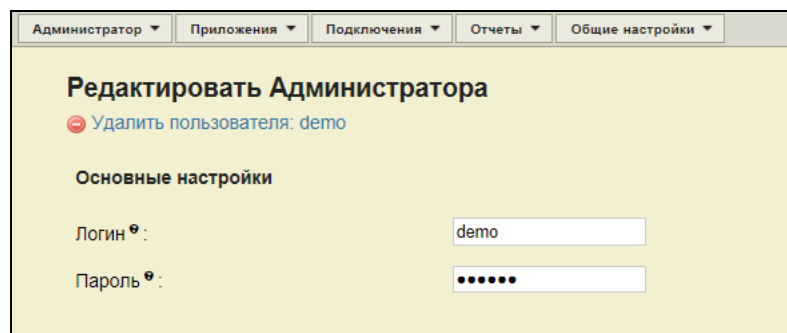 Администратор Приложения Подключения Отчеты Общие настройки
Редактировать Администратора
Удалить пользователя: demo
Основные настройки
Логин : demo
Пароль : ••••••